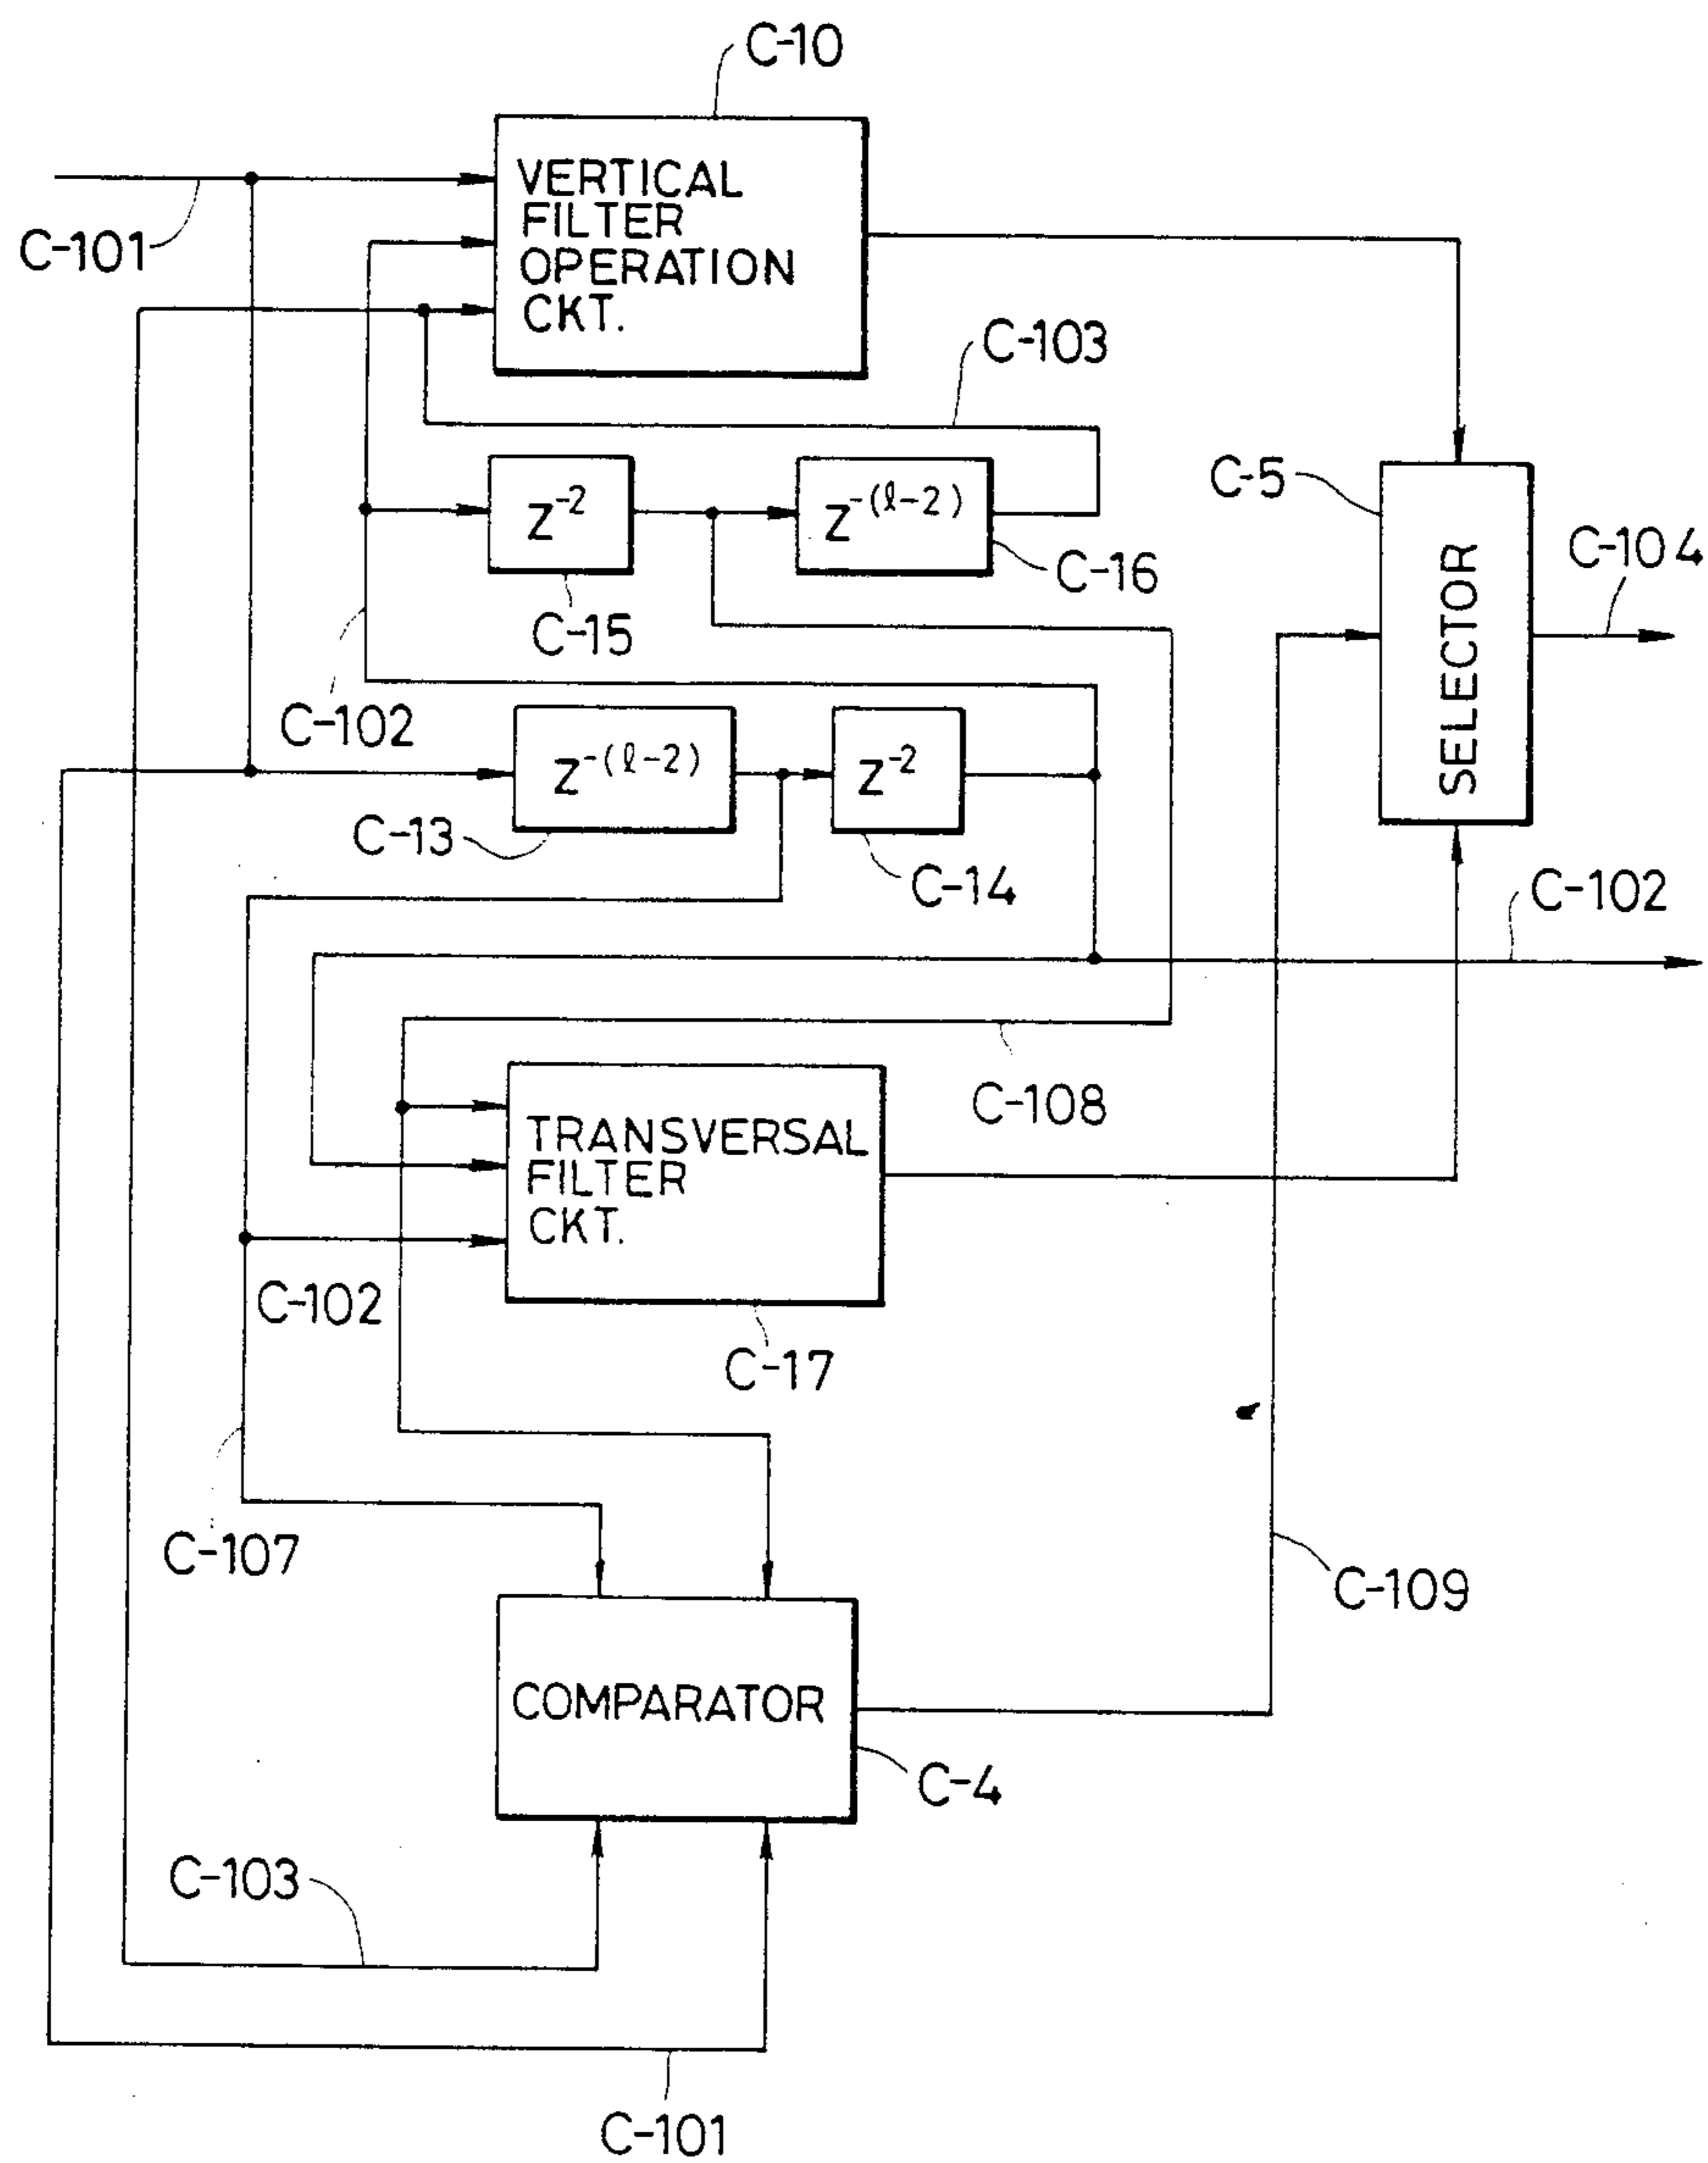 C-10
VERTICAL
FILTER
OPERATION
CKT.
C-101
C-103
C-5
Z⁻²
Z⁻⁽ˡ⁻²⁾
C-104
C-16
C-15
SELECTOR
C-102
Z⁻⁽ˡ⁻²⁾
Z⁻²
C-13
C-14
C-102
C-108
TRANSVERSAL
FILTER
CKT.
C-102
C-17
C-107
C-109
COMPARATOR
C-4
C-103
C-101